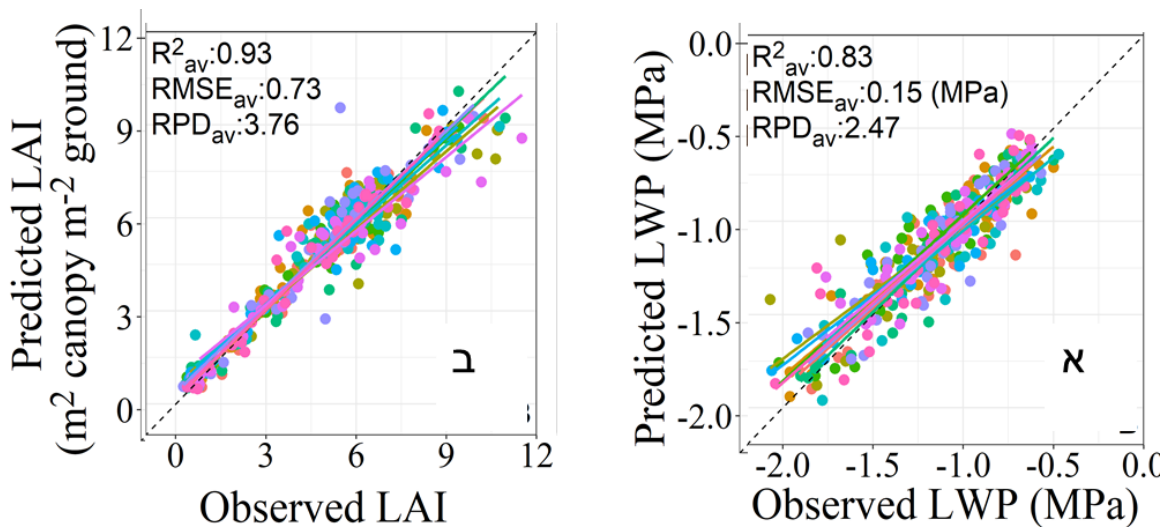 Predicted LAI
(m² canopy m⁻² ground)
12
9
6
3
0
R²av:0.93
RMSEav:0.73
RPDav:3.76
ב
0 3 6 9 12
Observed LAI
Predicted LWP (MPa)
0.0
-0.5
-1.0
-1.5
-2.0
R²av:0.83
RMSEav:0.15 (MPa)
RPDav:2.47
א
-2.0 -1.5 -1.0 -0.5 0.0
Observed LWP (MPa)